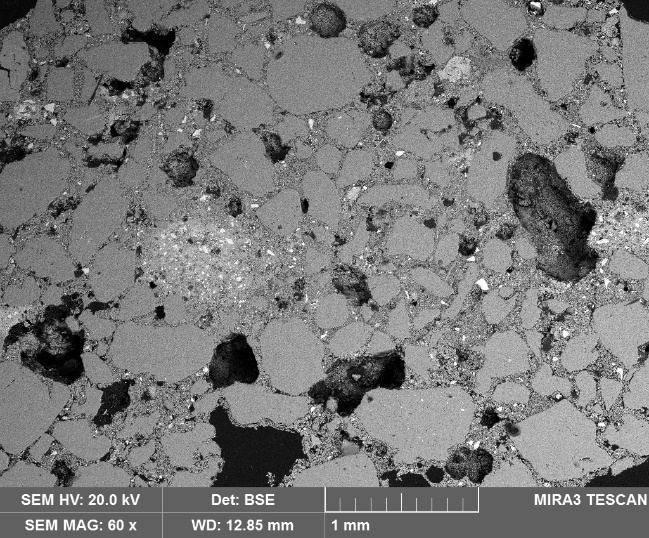 SEM HV: 20.0 kV
Det: BSE
MIRA3 TESCAN
SEM MAG: 60 x
WD: 12.85 mm
1 mm